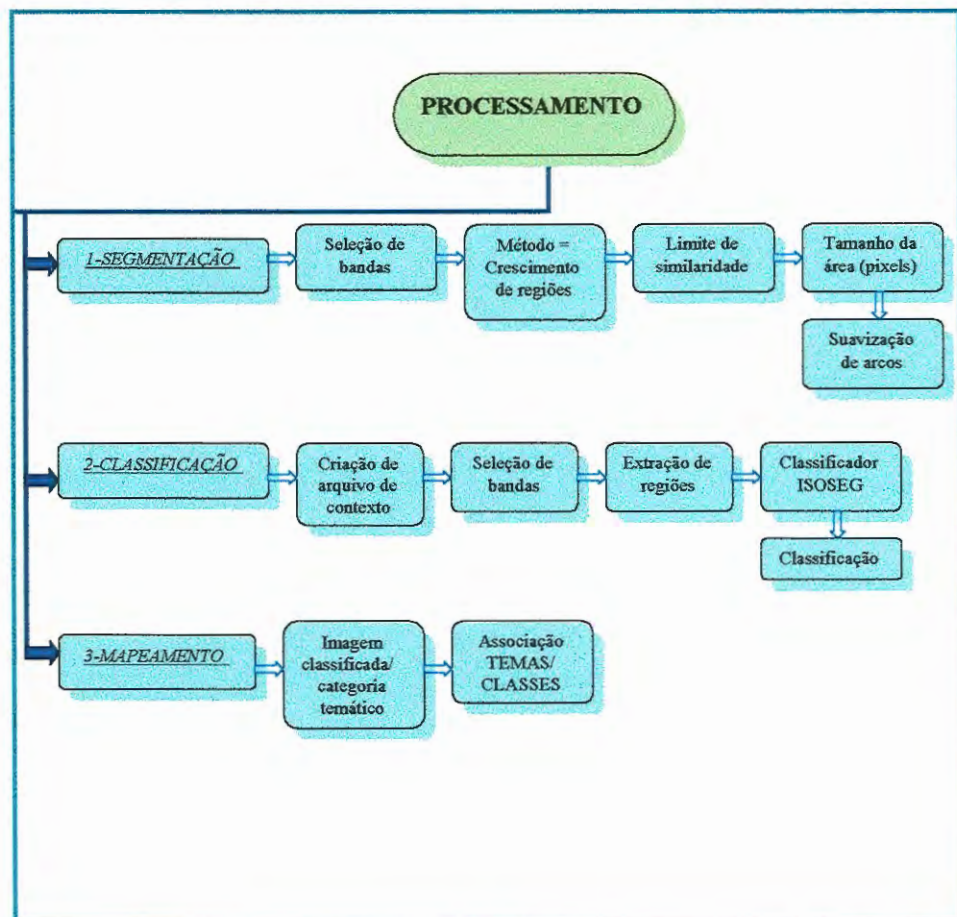 PROCESSAMENTO
1-SEGMENTAÇÃO
Seleção de
bandas
Método =
Crescimento
de regiões
Limite de
similaridade
Tamanho da
área (pixels)
Suavização
de arcos
2-CLASSIFICAÇÃO
Criação de
arquivo de
contexto
Seleção de
bandas
Extração de
regiões
Classificador
ISOSEG
Classificação
3-MAPEAMENTO
Imagem
classificada/
categoria
temático
Associação
TEMAS/
CLASSES